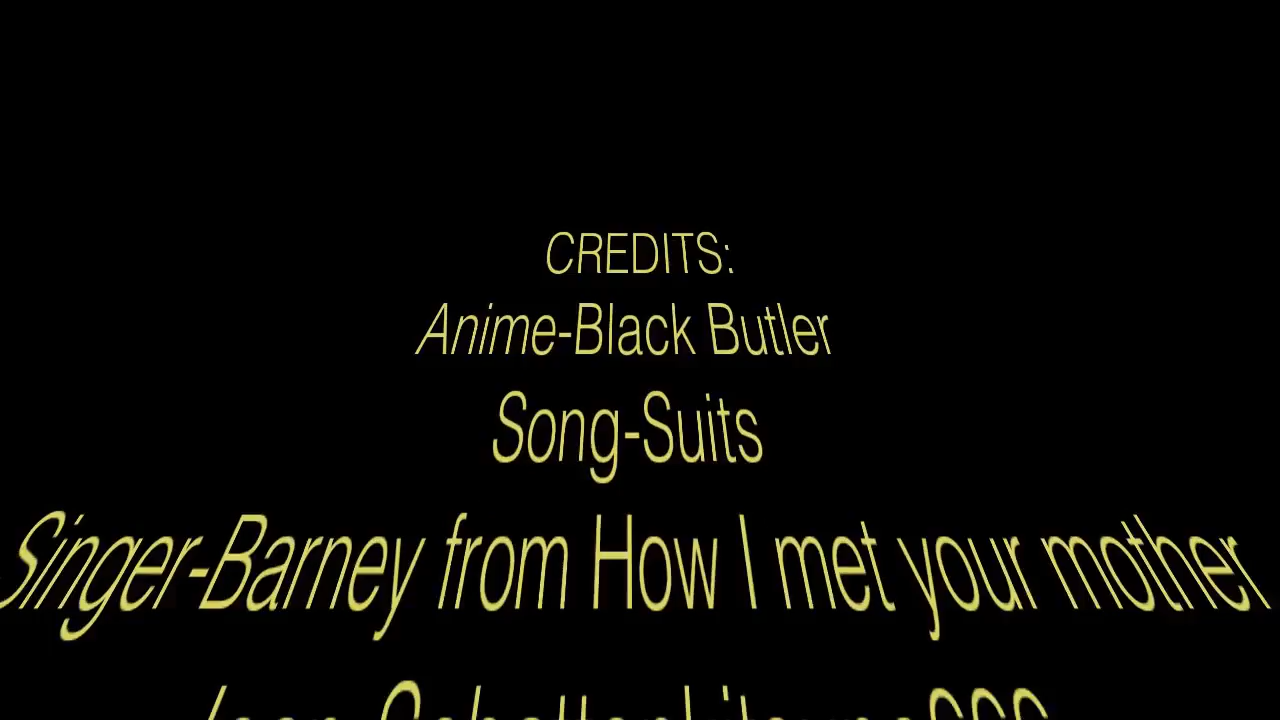 CREDITS:
Anime-Black Butler
Song-Suits
Singer-Barney from How I met your mother